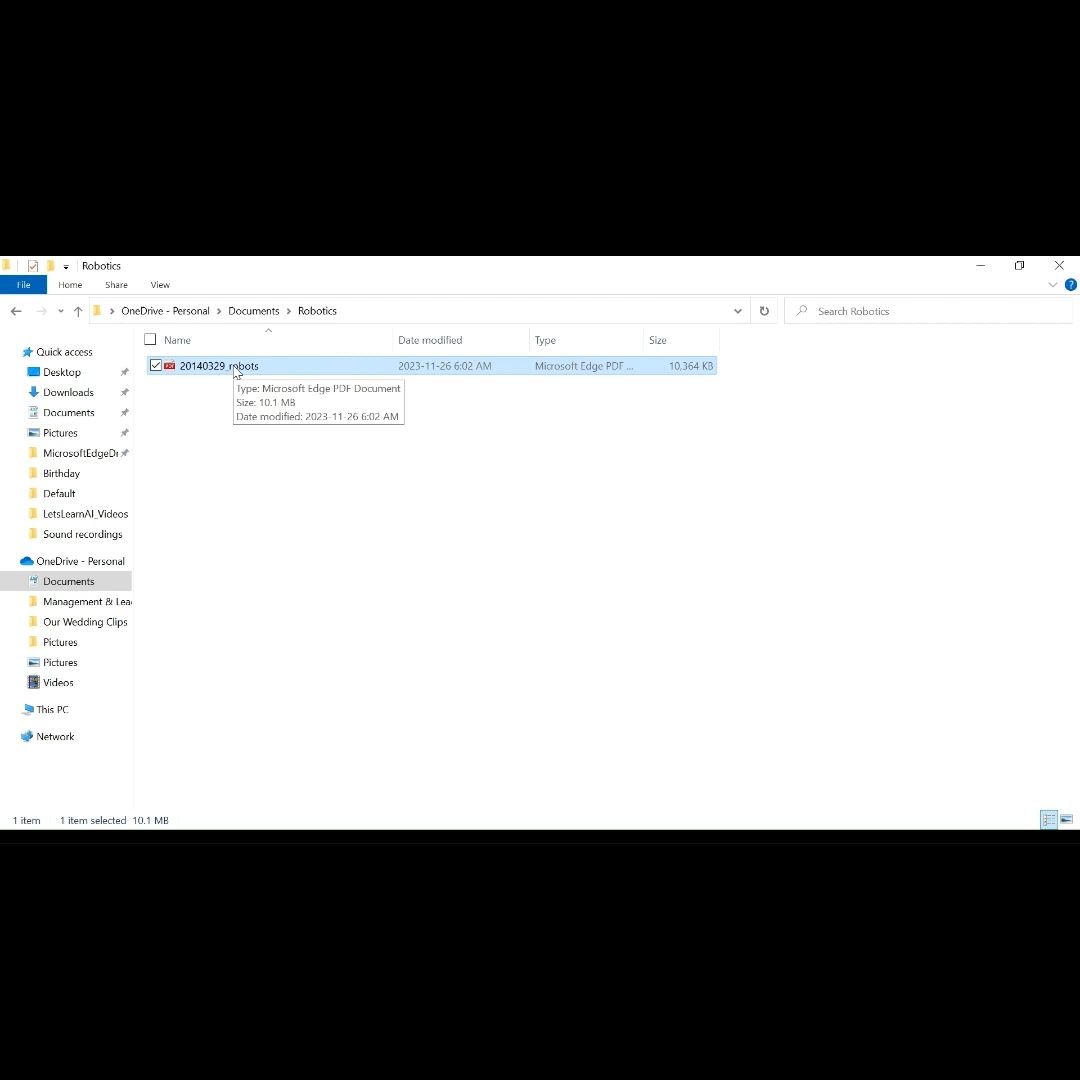 Robotics
File Home Share View
OneDrive - Personal Documents Robotics Search Robotics
Name Date modified Type Size
20140329_robots 2023-11-26 6:02 AM Microsoft Edge PDF ... 10,364 KB
Type: Microsoft Edge PDF Document
Size: 10.1 MB
Date modified: 2023-11-26 6:02 AM
Quick access
Desktop
Downloads
Documents
Pictures
MicrosoftEdgeDr
Birthday
Default
LetsLearnAI_Videos
Sound recordings
OneDrive - Personal
Documents
Management & Lea
Our Wedding Clips
Pictures
Pictures
Videos
This PC
Network
1 item 1 item selected 10.1 MB